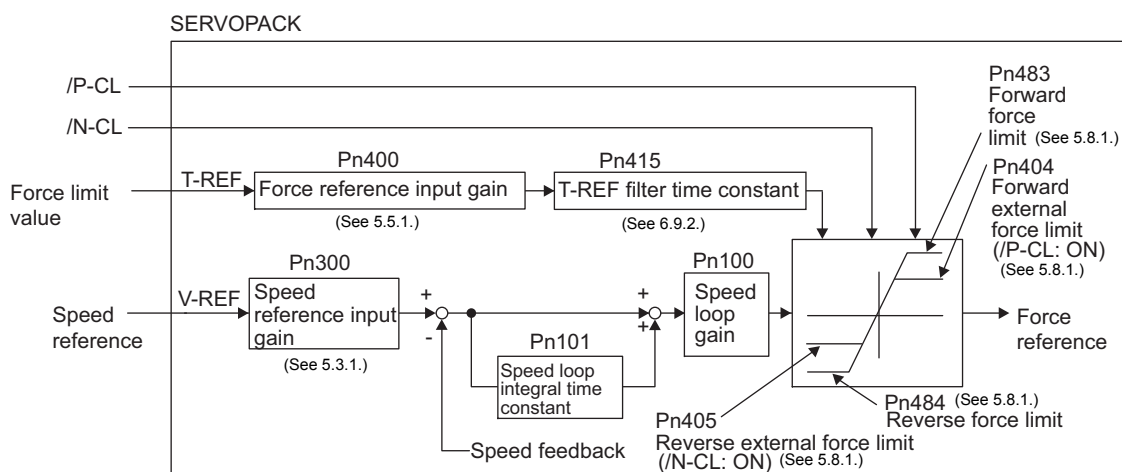 SERVOPACK
/P-CL
/N-CL
Force limit
value
T-REF
Pn400
Force reference input gain
(See 5.5.1.)
Pn415
T-REF filter time constant
(See 6.9.2.)
Pn483
Forward
force
limit (See 5.8.1.)
Pn404
Forward
external
force limit
(/P-CL: ON)
(See 5.8.1.)
Speed
reference
V-REF
Pn300
Speed
reference input
gain
(See 5.3.1.)
+
-
Pn101
Speed loop
integral time
constant
Speed feedback
+
+
Pn100
Speed
loop
gain
Force
reference
Pn484 (See 5.8.1.)
Reverse force limit
Pn405
Reverse external force limit
(/N-CL: ON) (See 5.8.1.)